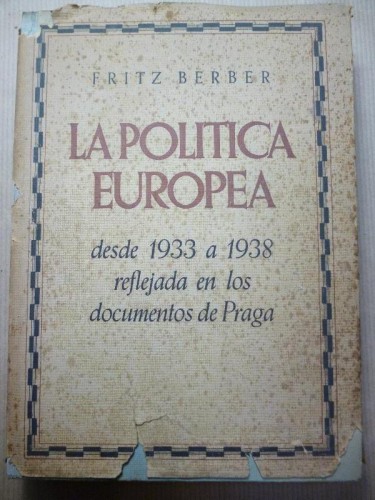 FRITZ BERBER
LA POLITICA
EUROPEA
desde 1933 a 1938
reflejada en los
documentos de Praga